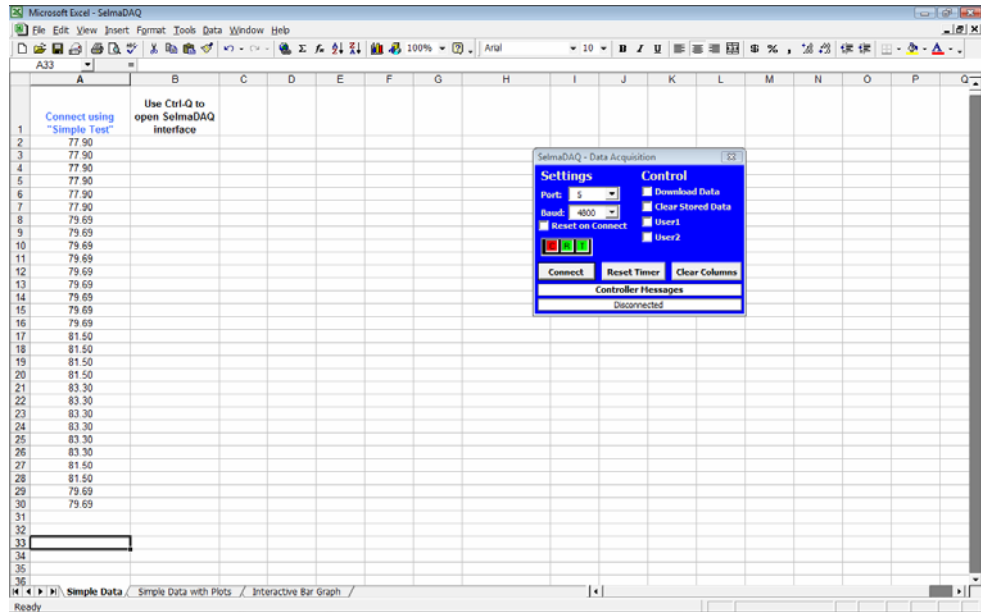 Microsoft Excel - SelmaDAQ
File Edit View Insert Format Tools Data Window Help
100% Arial 10 B I U $ % ,
A33 =
A B C D E F G H I J K L M N O P Q
1 Connect using "Simple Test" Use Ctrl-Q to open SelmaDAQ interface
2 77.90
3 77.90
4 77.90
5 77.90
6 77.90
7 77.90
8 79.69
9 79.69
10 79.69
11 79.69
12 79.69
13 79.69
14 79.69
15 79.69
16 79.69
17 81.50
18 81.50
19 81.50
20 81.50
21 83.30
22 83.30
23 83.30
24 83.30
25 83.30
26 83.30
27 81.50
28 81.50
29 79.69
30 79.69
31
32
33
34
35
36
SelmaDAQ - Data Acquisition
Settings Control
Port: 5 Download Data
Baud: 4800 Clear Stored Data
Reset on Connect User1
User2
C R T
Connect Reset Timer Clear Columns
Controller Messages
Disconnected
Simple Data Simple Data with Plots Interactive Bar Graph
Ready